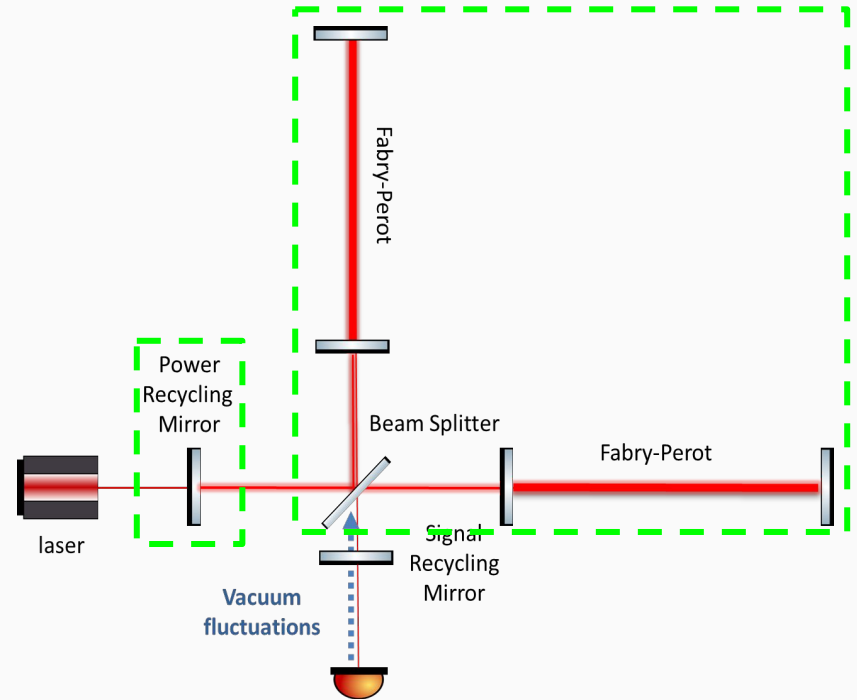 Fabry-Perot
Power
Recycling
Mirror
Beam Splitter
Fabry-Perot
laser
Signal
Recycling
Mirror
Vacuum
fluctuations